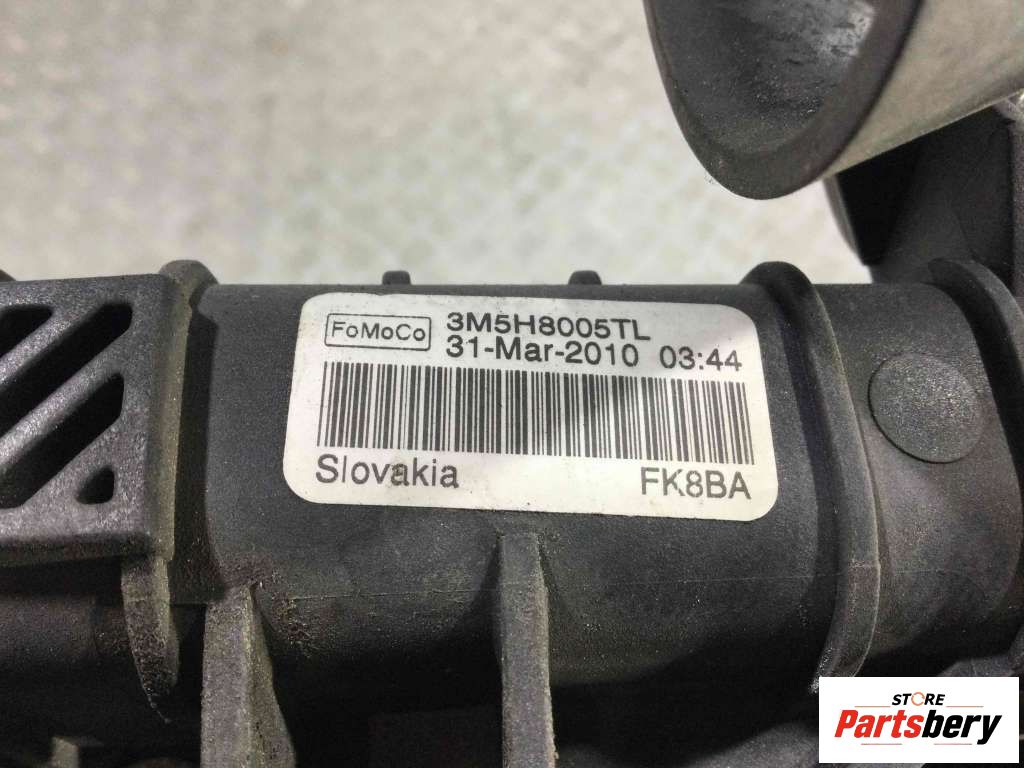 FoMoCo
3M5H8005TL
31-Mar-2010 03:44
Slovakia FK8BA
STORE
Partsbery